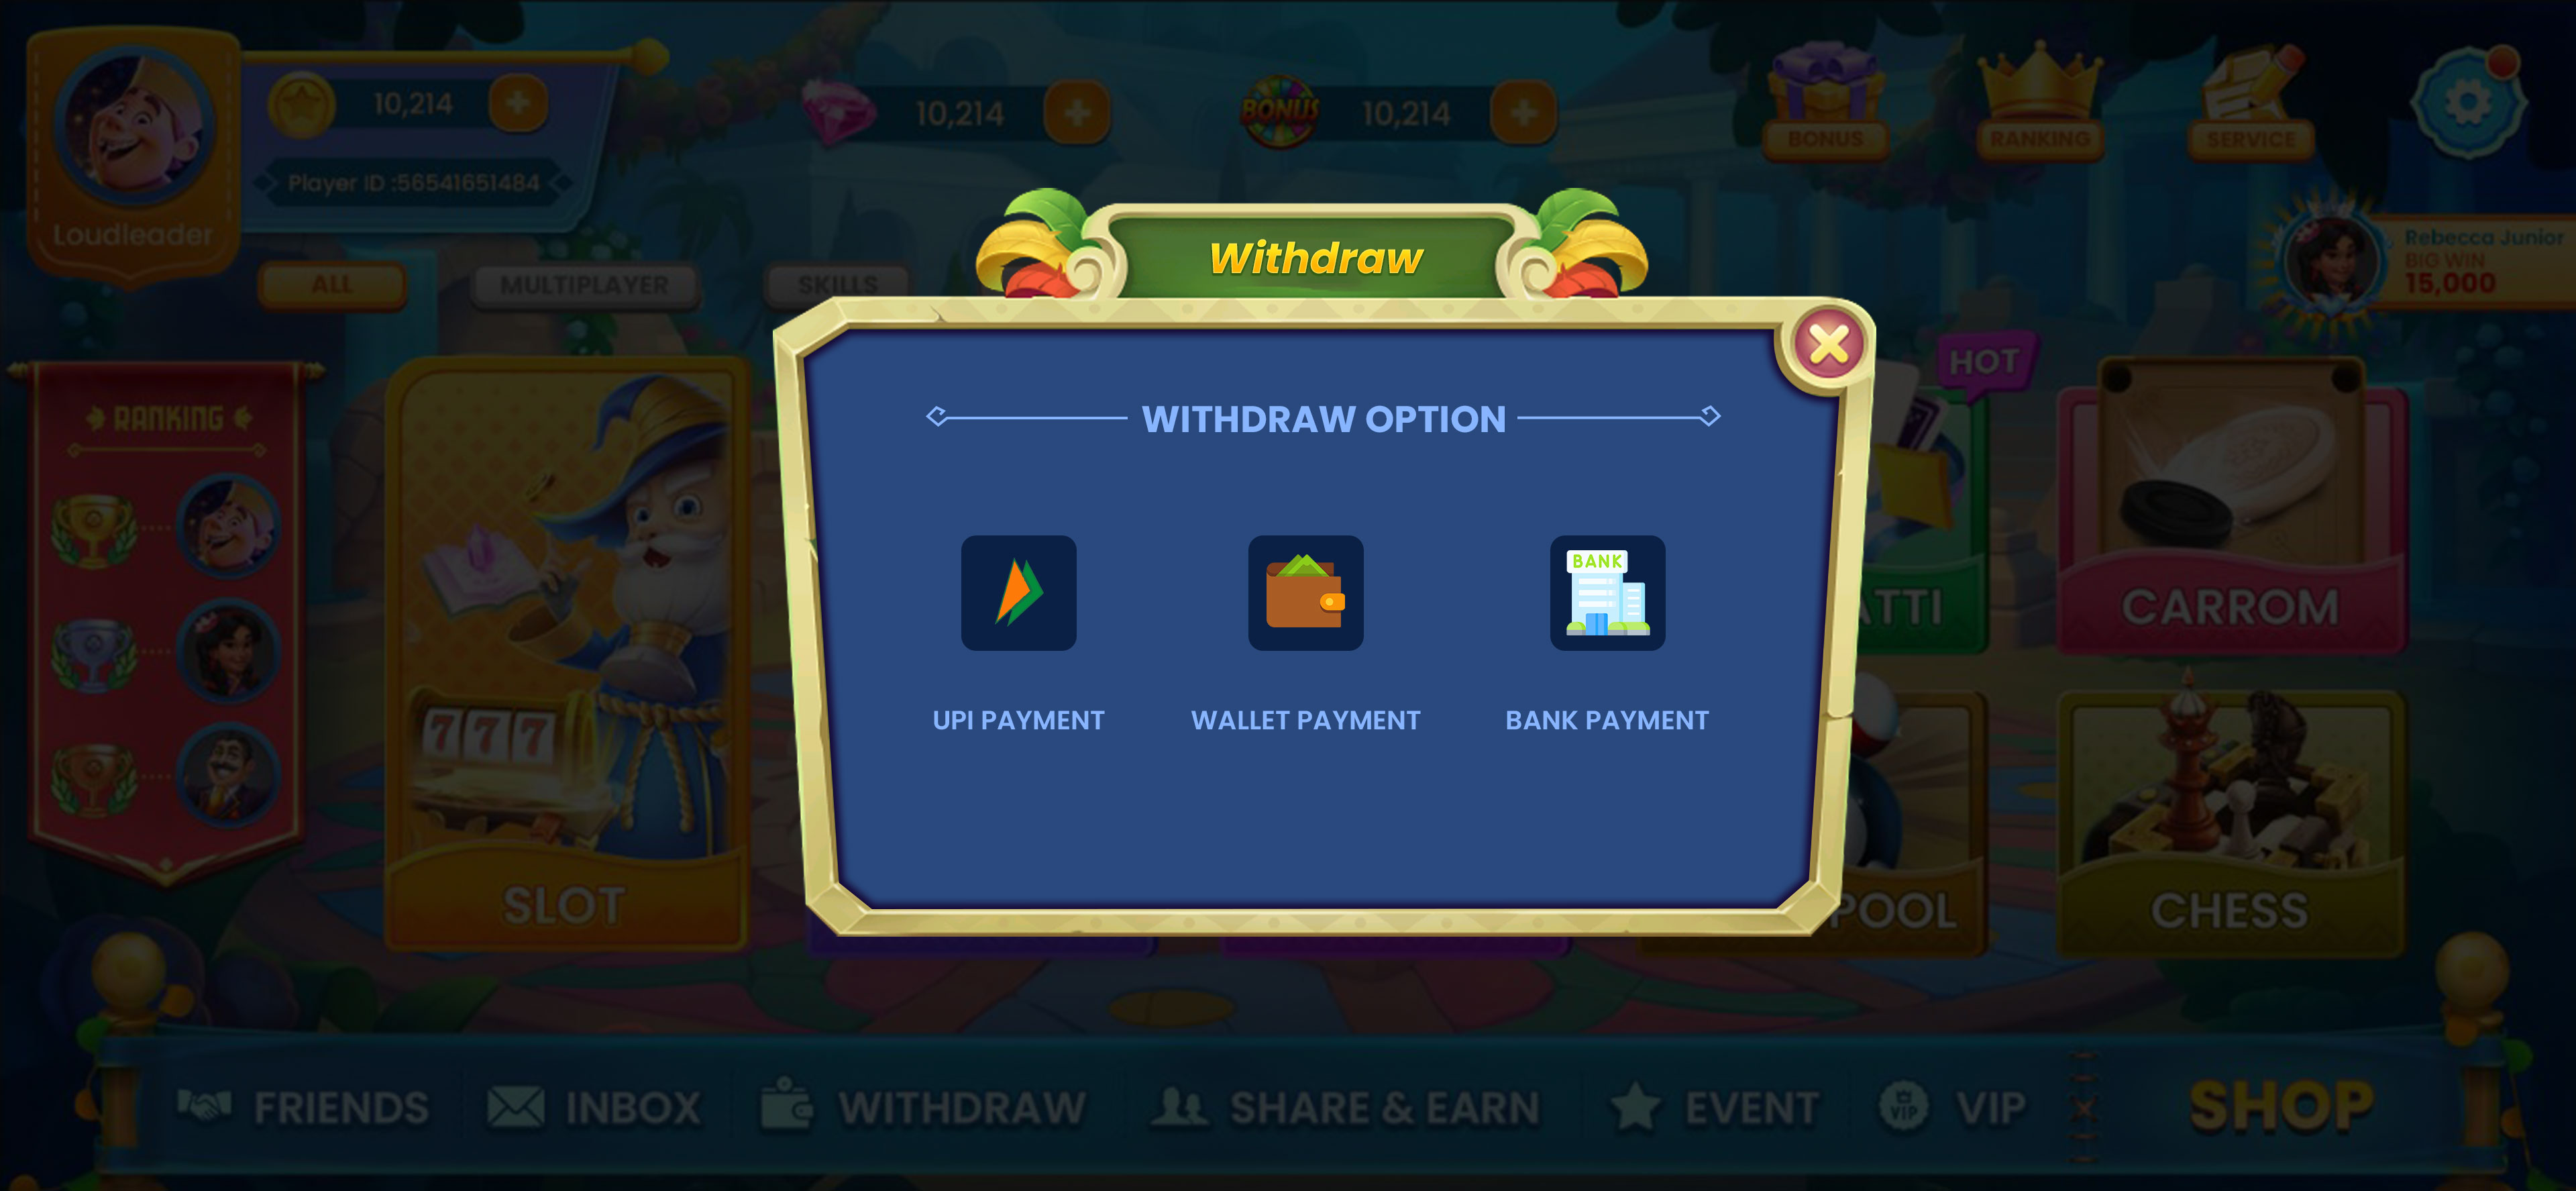 10,214
10,214
BONUS
10,214
Player ID :56541651484
Loudleader
BONUS
RANKING
SERVICE
Rebecca Junior
BIG WIN
15,000
ALL
MULTIPLAYER
SKILLS
Withdraw
WITHDRAW OPTION
BANK
UPI PAYMENT
WALLET PAYMENT
BANK PAYMENT
RANKING
777
SLOT
HOT
ATTI
CARROM
POOL
CHESS
FRIENDS
INBOX
WITHDRAW
SHARE & EARN
EVENT
VIP
VIP
SHOP